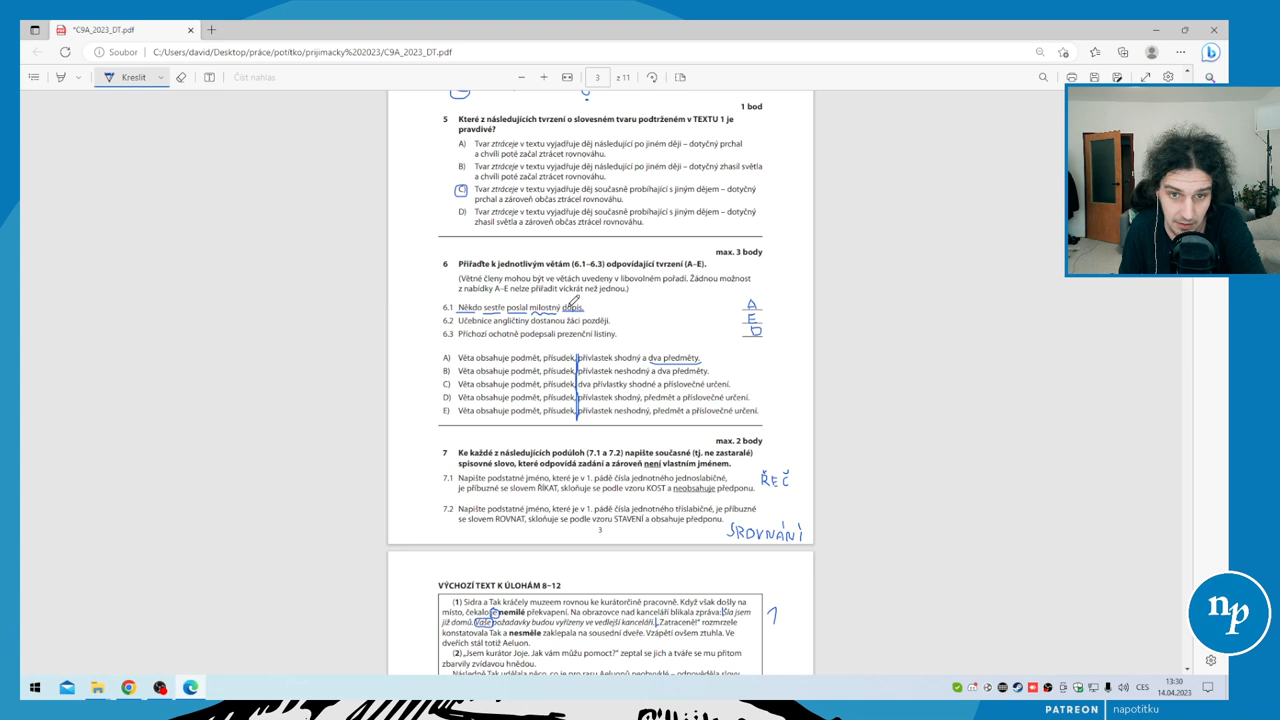 *C9A_2023_DT.pdf
Soubor C:/Users/david/Desktop/práce/potítko/prijimacky%202023/C9A_2023_DT.pdf
Kreslit Číst nahlas 3 z 11
1 bod
5 Které z následujících tvrzení o slovesném tvaru podtrženém v TEXTU 1 je
pravdivé?
A) Tvar ztráceje v textu vyjadřuje děj následující po jiném ději – dotyčný prchal
a chvíli poté začal ztrácet rovnováhu.
B) Tvar ztráceje v textu vyjadřuje děj následující po jiném ději – dotyčný zhasil světla
a chvíli poté začal ztrácet rovnováhu.
C) Tvar ztráceje v textu vyjadřuje děj současně probíhající s jiným dějem – dotyčný
prchal a zároveň občas ztrácel rovnováhu.
D) Tvar ztráceje v textu vyjadřuje děj současně probíhající s jiným dějem – dotyčný
zhasil světla a zároveň občas ztrácel rovnováhu.
max. 3 body
6 Přiřaďte k jednotlivým větám (6.1–6.3) odpovídající tvrzení (A–E).
(Větné členy mohou být ve větách uvedeny v libovolném pořadí. Žádnou možnost
z nabídky A–E nelze přiřadit víckrát než jednou.)
6.1 Někdo sestře poslal milostný dopis. A
6.2 Učebnice angličtiny dostanou žáci později. E
6.3 Příchozí ochotně podepsali prezenční listiny. D
A) Věta obsahuje podmět, přísudek, přívlastek shodný a dva předměty.
B) Věta obsahuje podmět, přísudek, přívlastek neshodný a dva předměty.
C) Věta obsahuje podmět, přísudek, dva přívlastky shodné a příslovečné určení.
D) Věta obsahuje podmět, přísudek, přívlastek shodný, předmět a příslovečné určení.
E) Věta obsahuje podmět, přísudek, přívlastek neshodný, předmět a příslovečné určení.
max. 2 body
7 Ke každé z následujících podúloh (7.1 a 7.2) napište současné (tj. ne zastaralé)
spisovné slovo, které odpovídá zadání a zároveň není vlastním jménem.
7.1 Napište podstatné jméno, které je v 1. pádě čísla jednotného jednoslabičné,
je příbuzné se slovem ŘÍKAT, skloňuje se podle vzoru KOST a neobsahuje předponu. ŘEČ
7.2 Napište podstatné jméno, které je v 1. pádě čísla jednotného tříslabičné, je příbuzné
se slovem ROVNAT, skloňuje se podle vzoru STAVENÍ a obsahuje předponu.
SROVNÁNÍ
3
VÝCHOZÍ TEXT K ÚLOHÁM 8–12
(1) Sidra a Tak kráčely muzeem rovnou ke kurátorčině pracovně. Když však došly na
místo, čekalo je nemilé překvapení. Na obrazovce nad kanceláří blikala zpráva: Šla jsem
již domů. Vaše požadavky budou vyřízeny ve vedlejší kanceláři. „Zatraceně!" rozmrzele
konstatovala Tak a nesměle zaklepala na sousední dveře. Vzápětí ovšem ztuhla. Ve
dveřích stál totiž Aeluon.
(2) „Jsem kurátor Joje. Jak vám můžu pomoct?" zeptal se jich a tváře se mu přitom
zbarvily zvídavou hnědou.
Následně Tak udělala něco, co je pro rasu Aeluonů neobvyklé – odpověděla slovy
1
CES
13:30
14.04.2023
np
PATREON napotitku